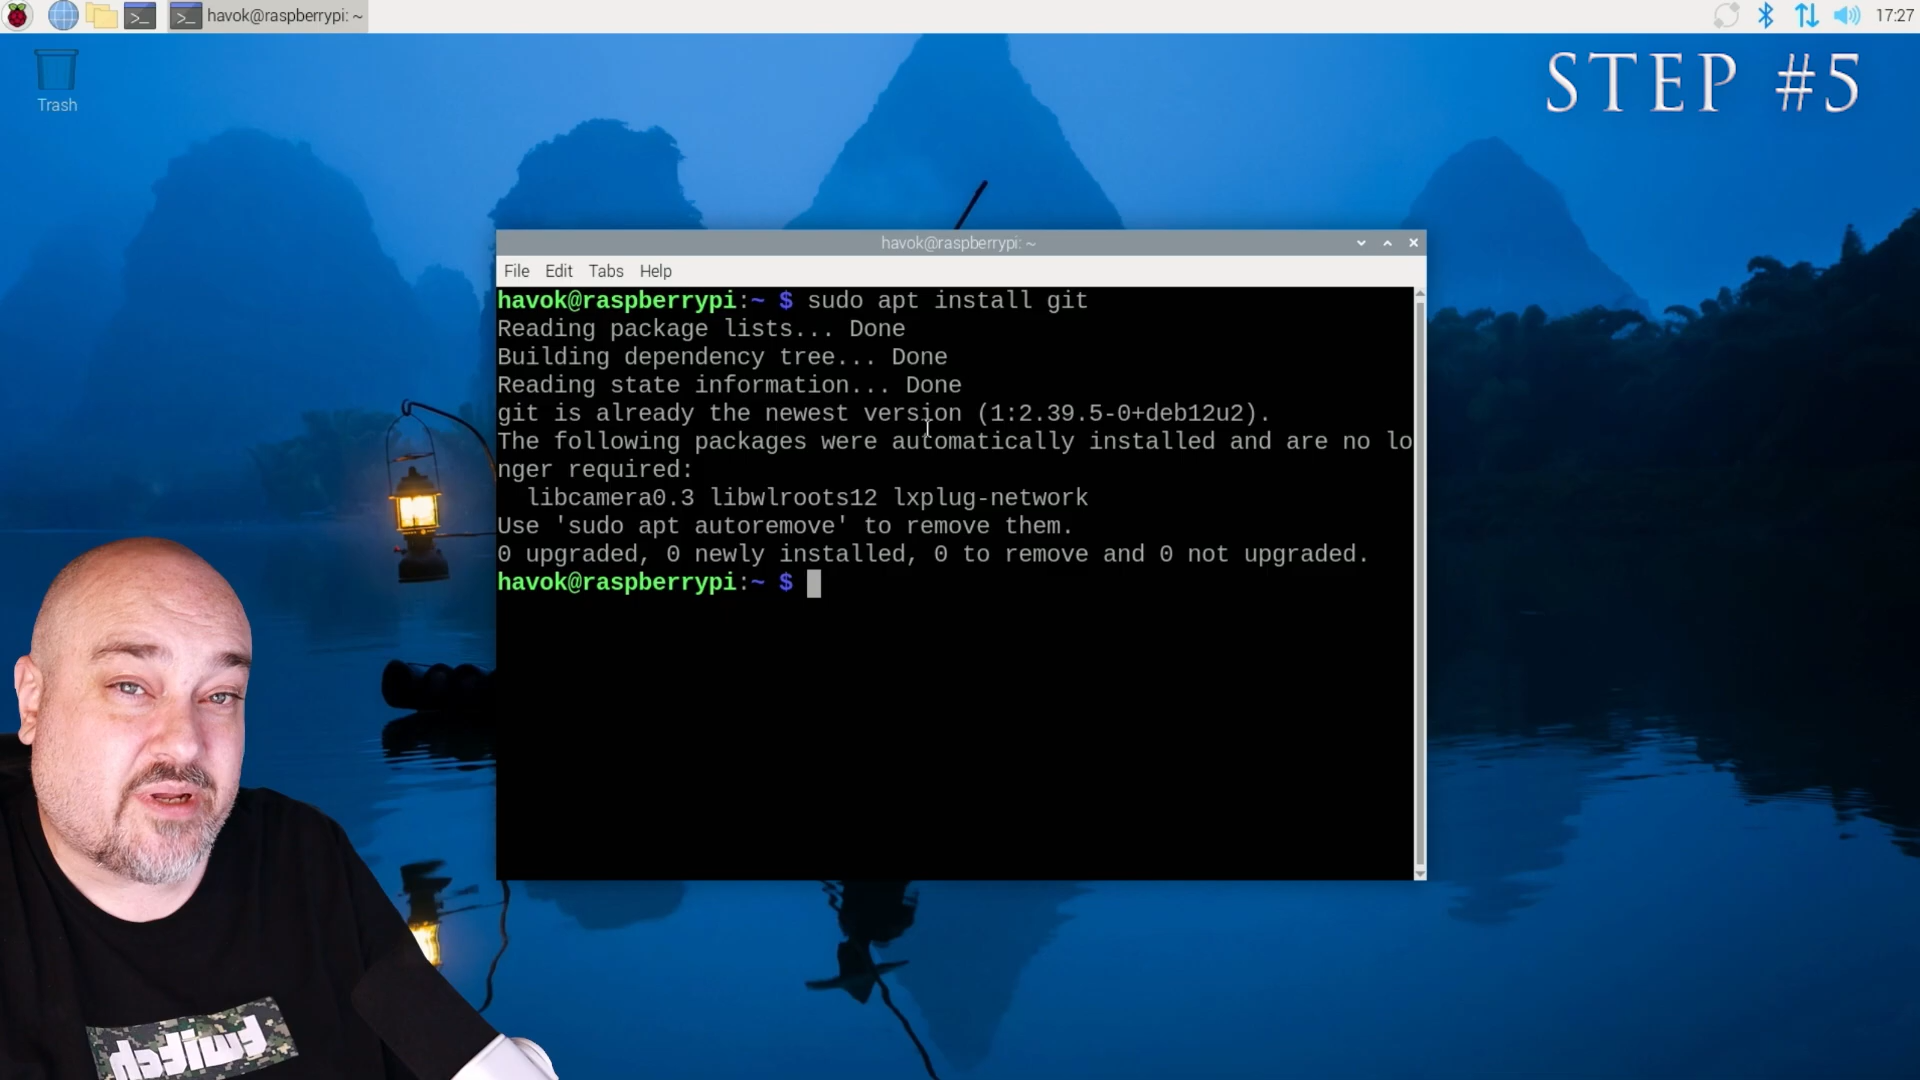 havok@raspberrypi: ~
17:27
STEP #5
Trash
havok@raspberrypi: ~
File Edit Tabs Help
havok@raspberrypi:~ $ sudo apt install git
Reading package lists... Done
Building dependency tree... Done
Reading state information... Done
git is already the newest version (1:2.39.5-0+deb12u2).
The following packages were automatically installed and are no lo
nger required:
  libcamera0.3 libwlroots12 lxplug-network
Use 'sudo apt autoremove' to remove them.
0 upgraded, 0 newly installed, 0 to remove and 0 not upgraded.
havok@raspberrypi:~ $
twitch